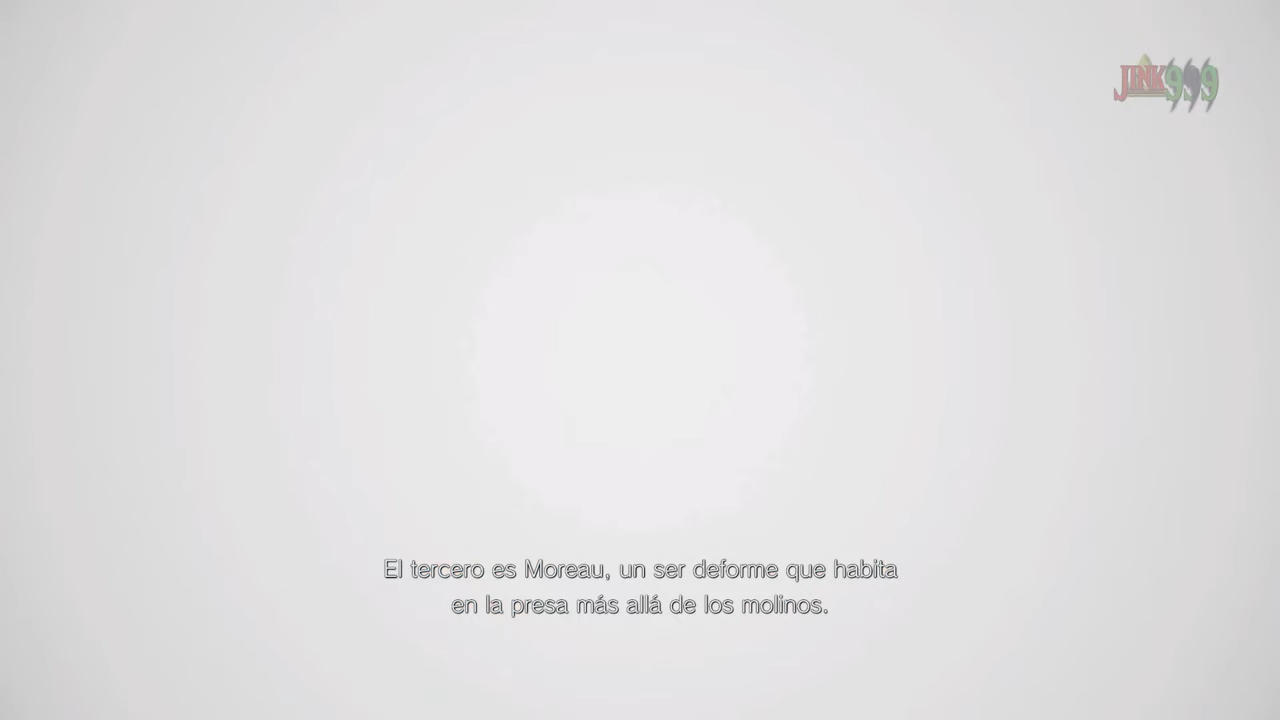 JINK999
El tercero es Moreau, un ser deforme que habita
en la presa más allá de los molinos.